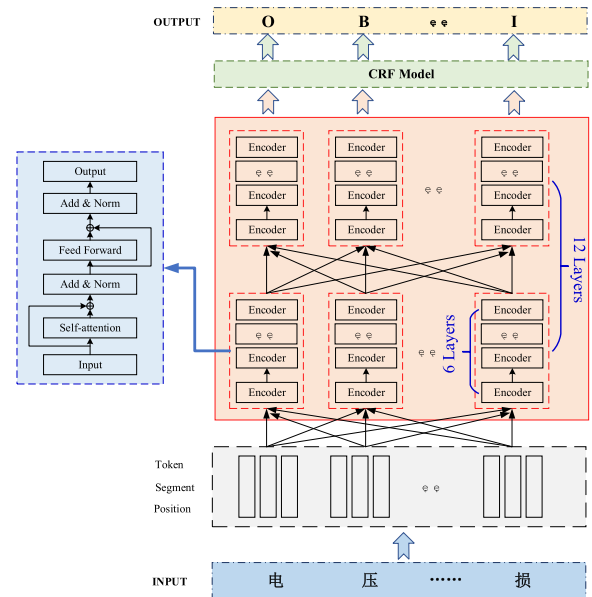 OUTPUT O B I
CRF Model
Encoder Encoder Encoder
Encoder Encoder Encoder
Encoder Encoder Encoder
12 Layers
Output
Add & Norm
Feed Forward
Add & Norm
Self-attention
Input
Encoder Encoder Encoder
Encoder Encoder Encoder
Encoder Encoder Encoder
6 Layers
Token
Segment
Position
INPUT 电 压 …… 损